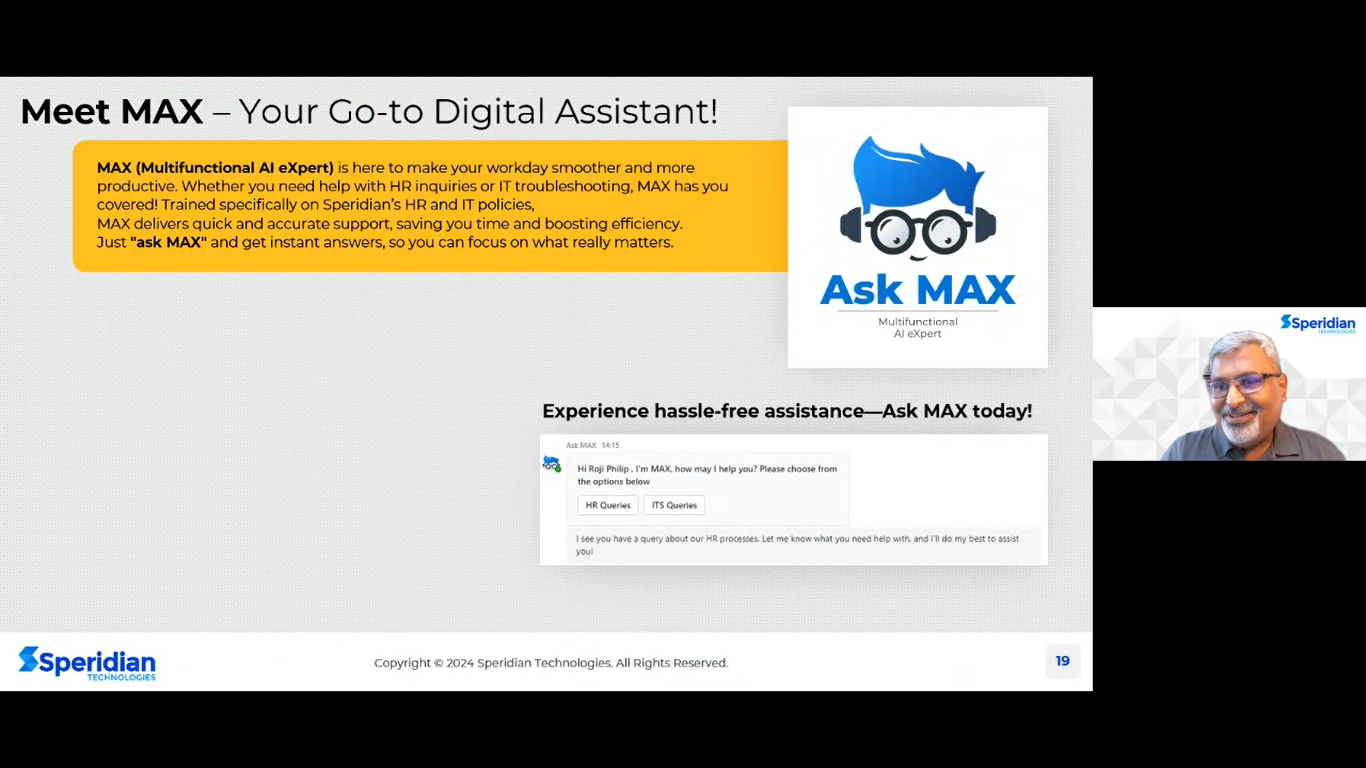 Meet MAX – Your Go-to Digital Assistant!
MAX (Multifunctional AI eXpert) is here to make your workday smoother and more
productive. Whether you need help with HR inquiries or IT troubleshooting, MAX has you
covered! Trained specifically on Speridian's HR and IT policies,
MAX delivers quick and accurate support, saving you time and boosting efficiency.
Just "ask MAX" and get instant answers, so you can focus on what really matters.
Ask MAX
Multifunctional
AI eXpert
Experience hassle-free assistance—Ask MAX today!
Ask MAX 14:15
Hi Roji Philip , I'm MAX, how may I help you? Please choose from
the options below
HR Queries ITS Queries
I see you have a query about our HR processes. Let me know what you need help with, and I'll do my best to assist
you!
Speridian
TECHNOLOGIES
Copyright © 2024 Speridian Technologies. All Rights Reserved.
19
Speridian
TECHNOLOGIES